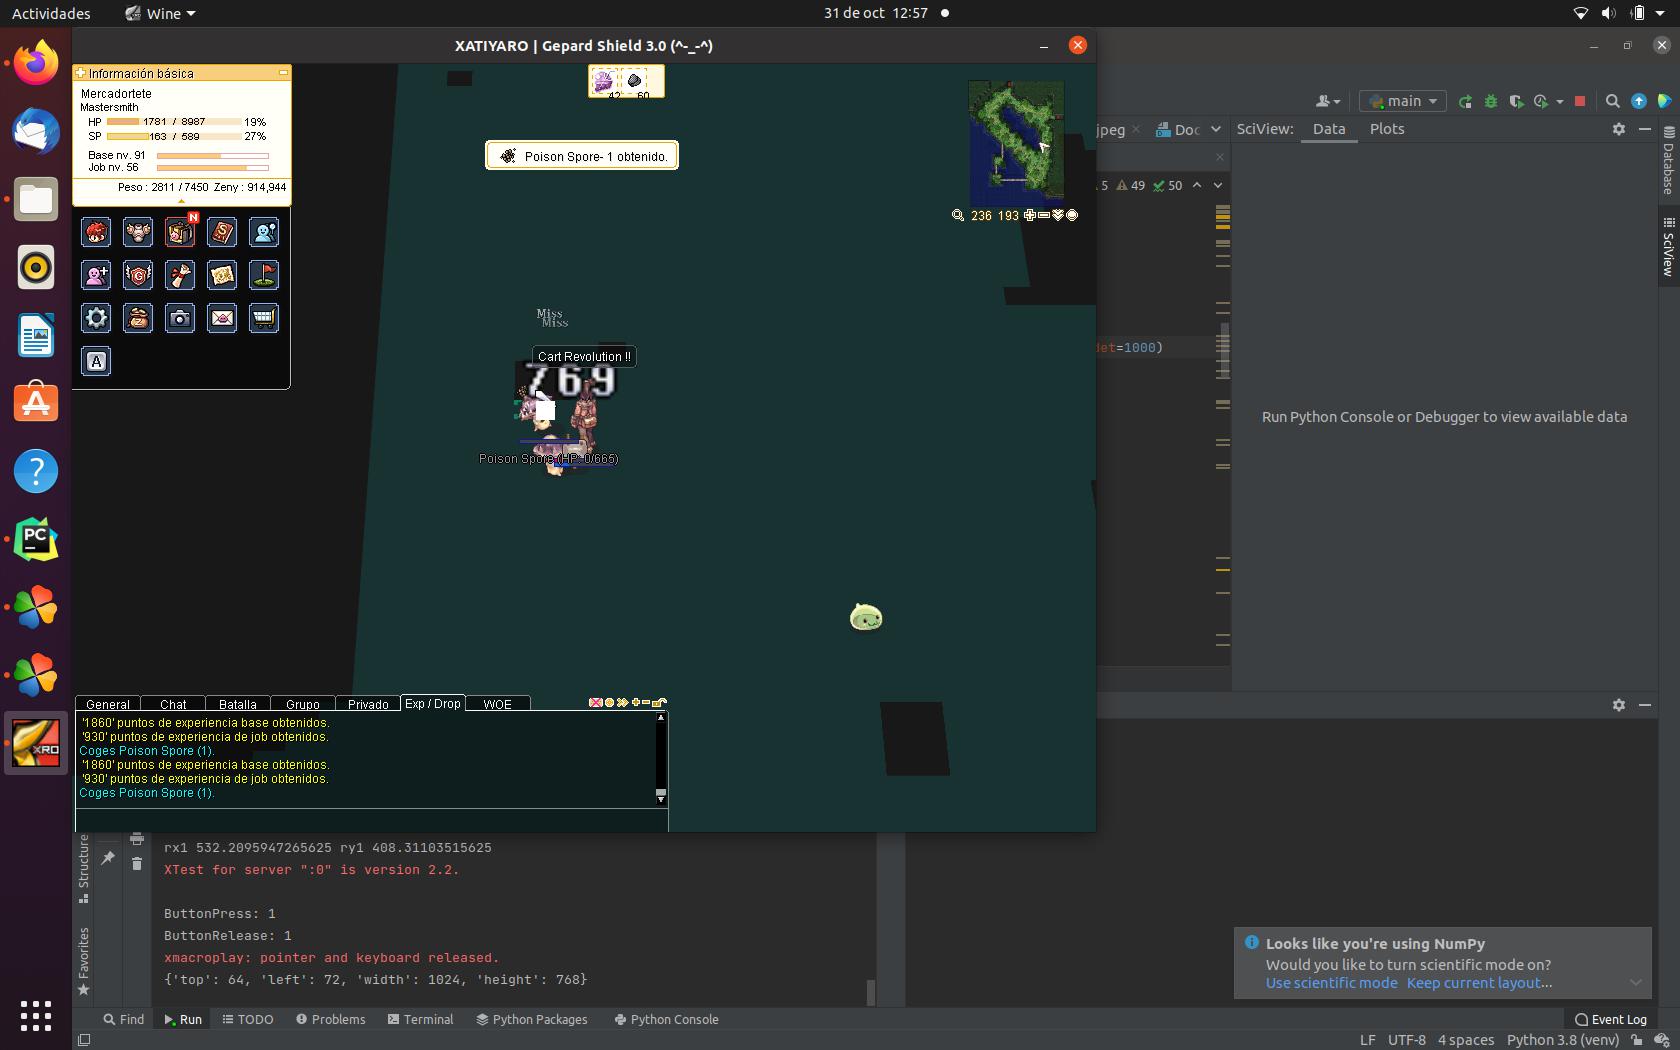 Actividades
Wine
31 de oct 12:57
XATIYARO | Gepard Shield 3.0 (^-_-^)
Información básica
Mercadortete
Mastersmith
HP 1781 / 8987 19%
SP 163 / 589 27%
Base nv. 91
Job nv. 56
Peso : 2811 / 7450 Zeny : 914,944
N
A
42 60
Poison Spore- 1 obtenido.
236 193
Miss
Miss
Cart Revolution !!
769
Poison Spore (HP: 0/665)
General Chat Batalla Grupo Privado Exp / Drop WOE
'1860' puntos de experiencia base obtenidos.
'930' puntos de experiencia de job obtenidos.
Coges Poison Spore (1).
'1860' puntos de experiencia base obtenidos.
'930' puntos de experiencia de job obtenidos.
Coges Poison Spore (1).
PC
XRO
main
jpeg
Doc
SciView: Data Plots
5 49 50
det=1000)
Run Python Console or Debugger to view available data
Database
SciView
Structure
Favorites
rx1 532.2095947265625 ry1 408.31103515625
XTest for server ":0" is version 2.2.
ButtonPress: 1
ButtonRelease: 1
xmacroplay: pointer and keyboard released.
{'top': 64, 'left': 72, 'width': 1024, 'height': 768}
Looks like you're using NumPy
Would you like to turn scientific mode on?
Use scientific mode Keep current layout...
Find Run TODO Problems Terminal Python Packages Python Console
Event Log
LF UTF-8 4 spaces Python 3.8 (venv)